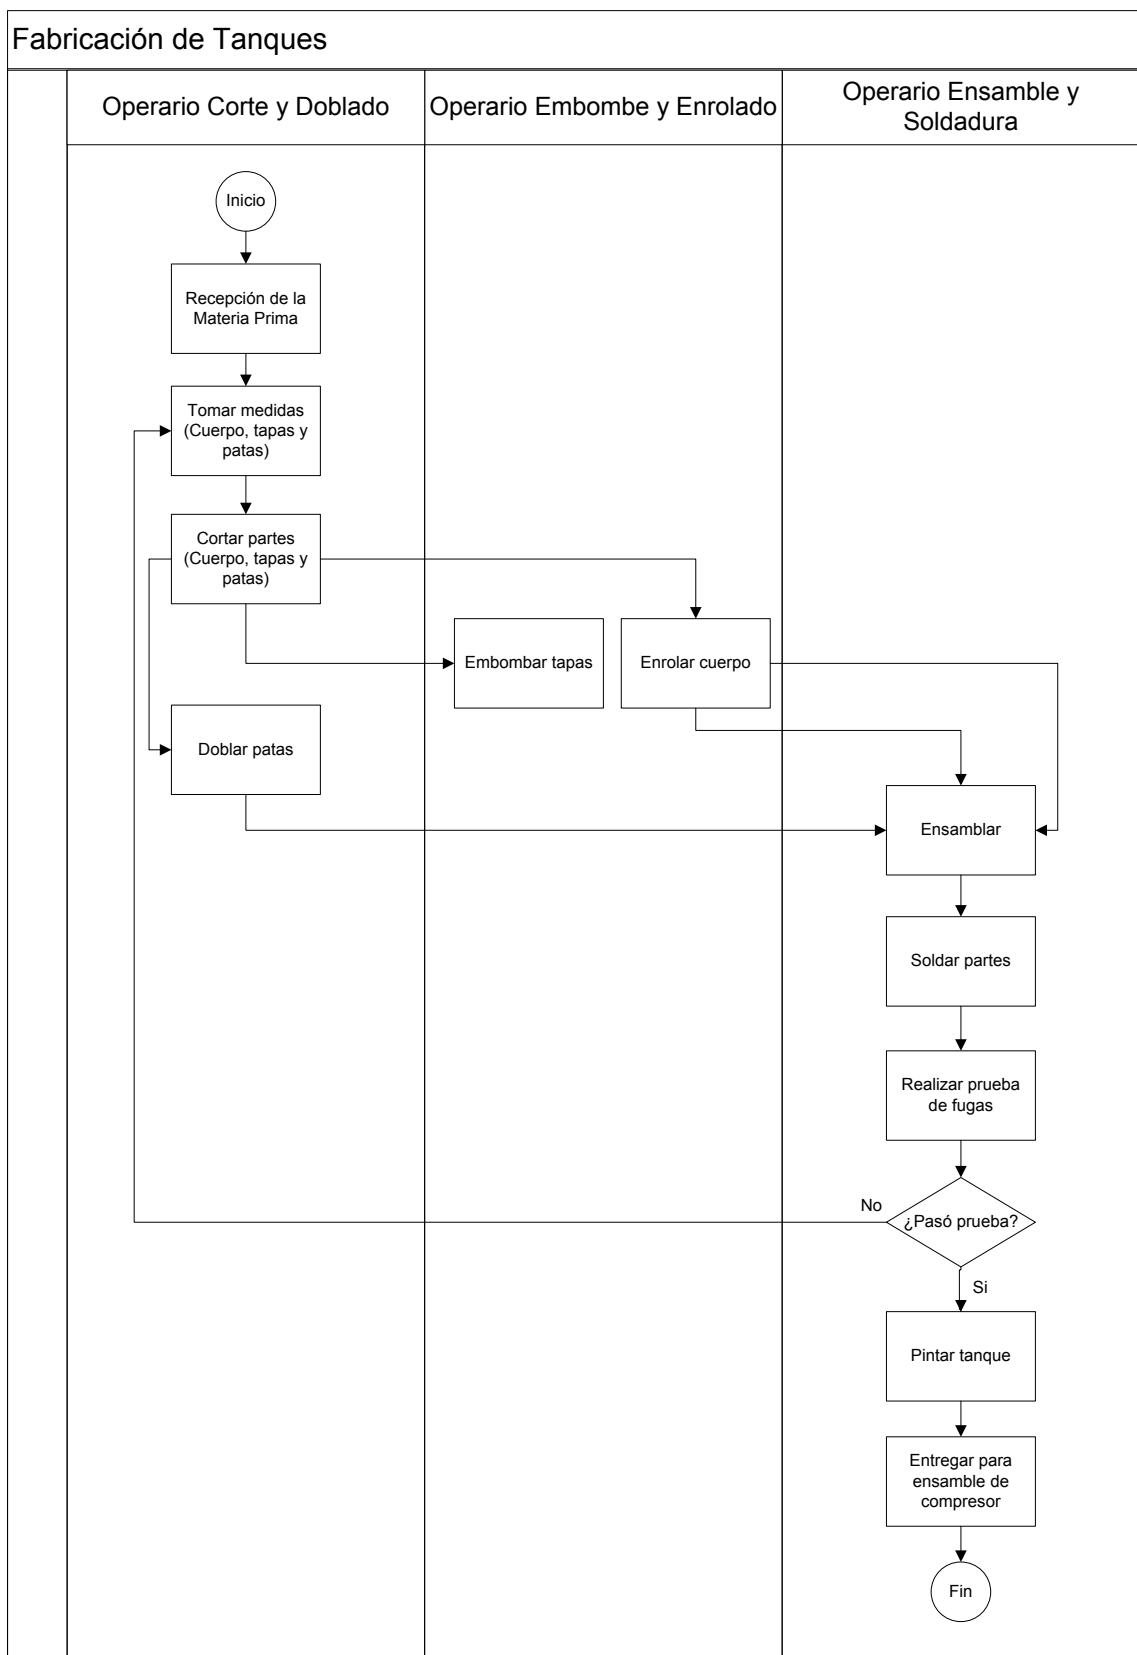 Fabricación de Tanques
Operario Corte y Doblado
Operario Embombe y Enrolado
Operario Ensamble y
Soldadura
Inicio
Recepción de la
Materia Prima
Tomar medidas
(Cuerpo, tapas y
patas)
Cortar partes
(Cuerpo, tapas y
patas)
Embombar tapas
Enrolar cuerpo
Doblar patas
Ensamblar
Soldar partes
Realizar prueba
de fugas
No
¿Pasó prueba?
Si
Pintar tanque
Entregar para
ensamble de
compresor
Fin